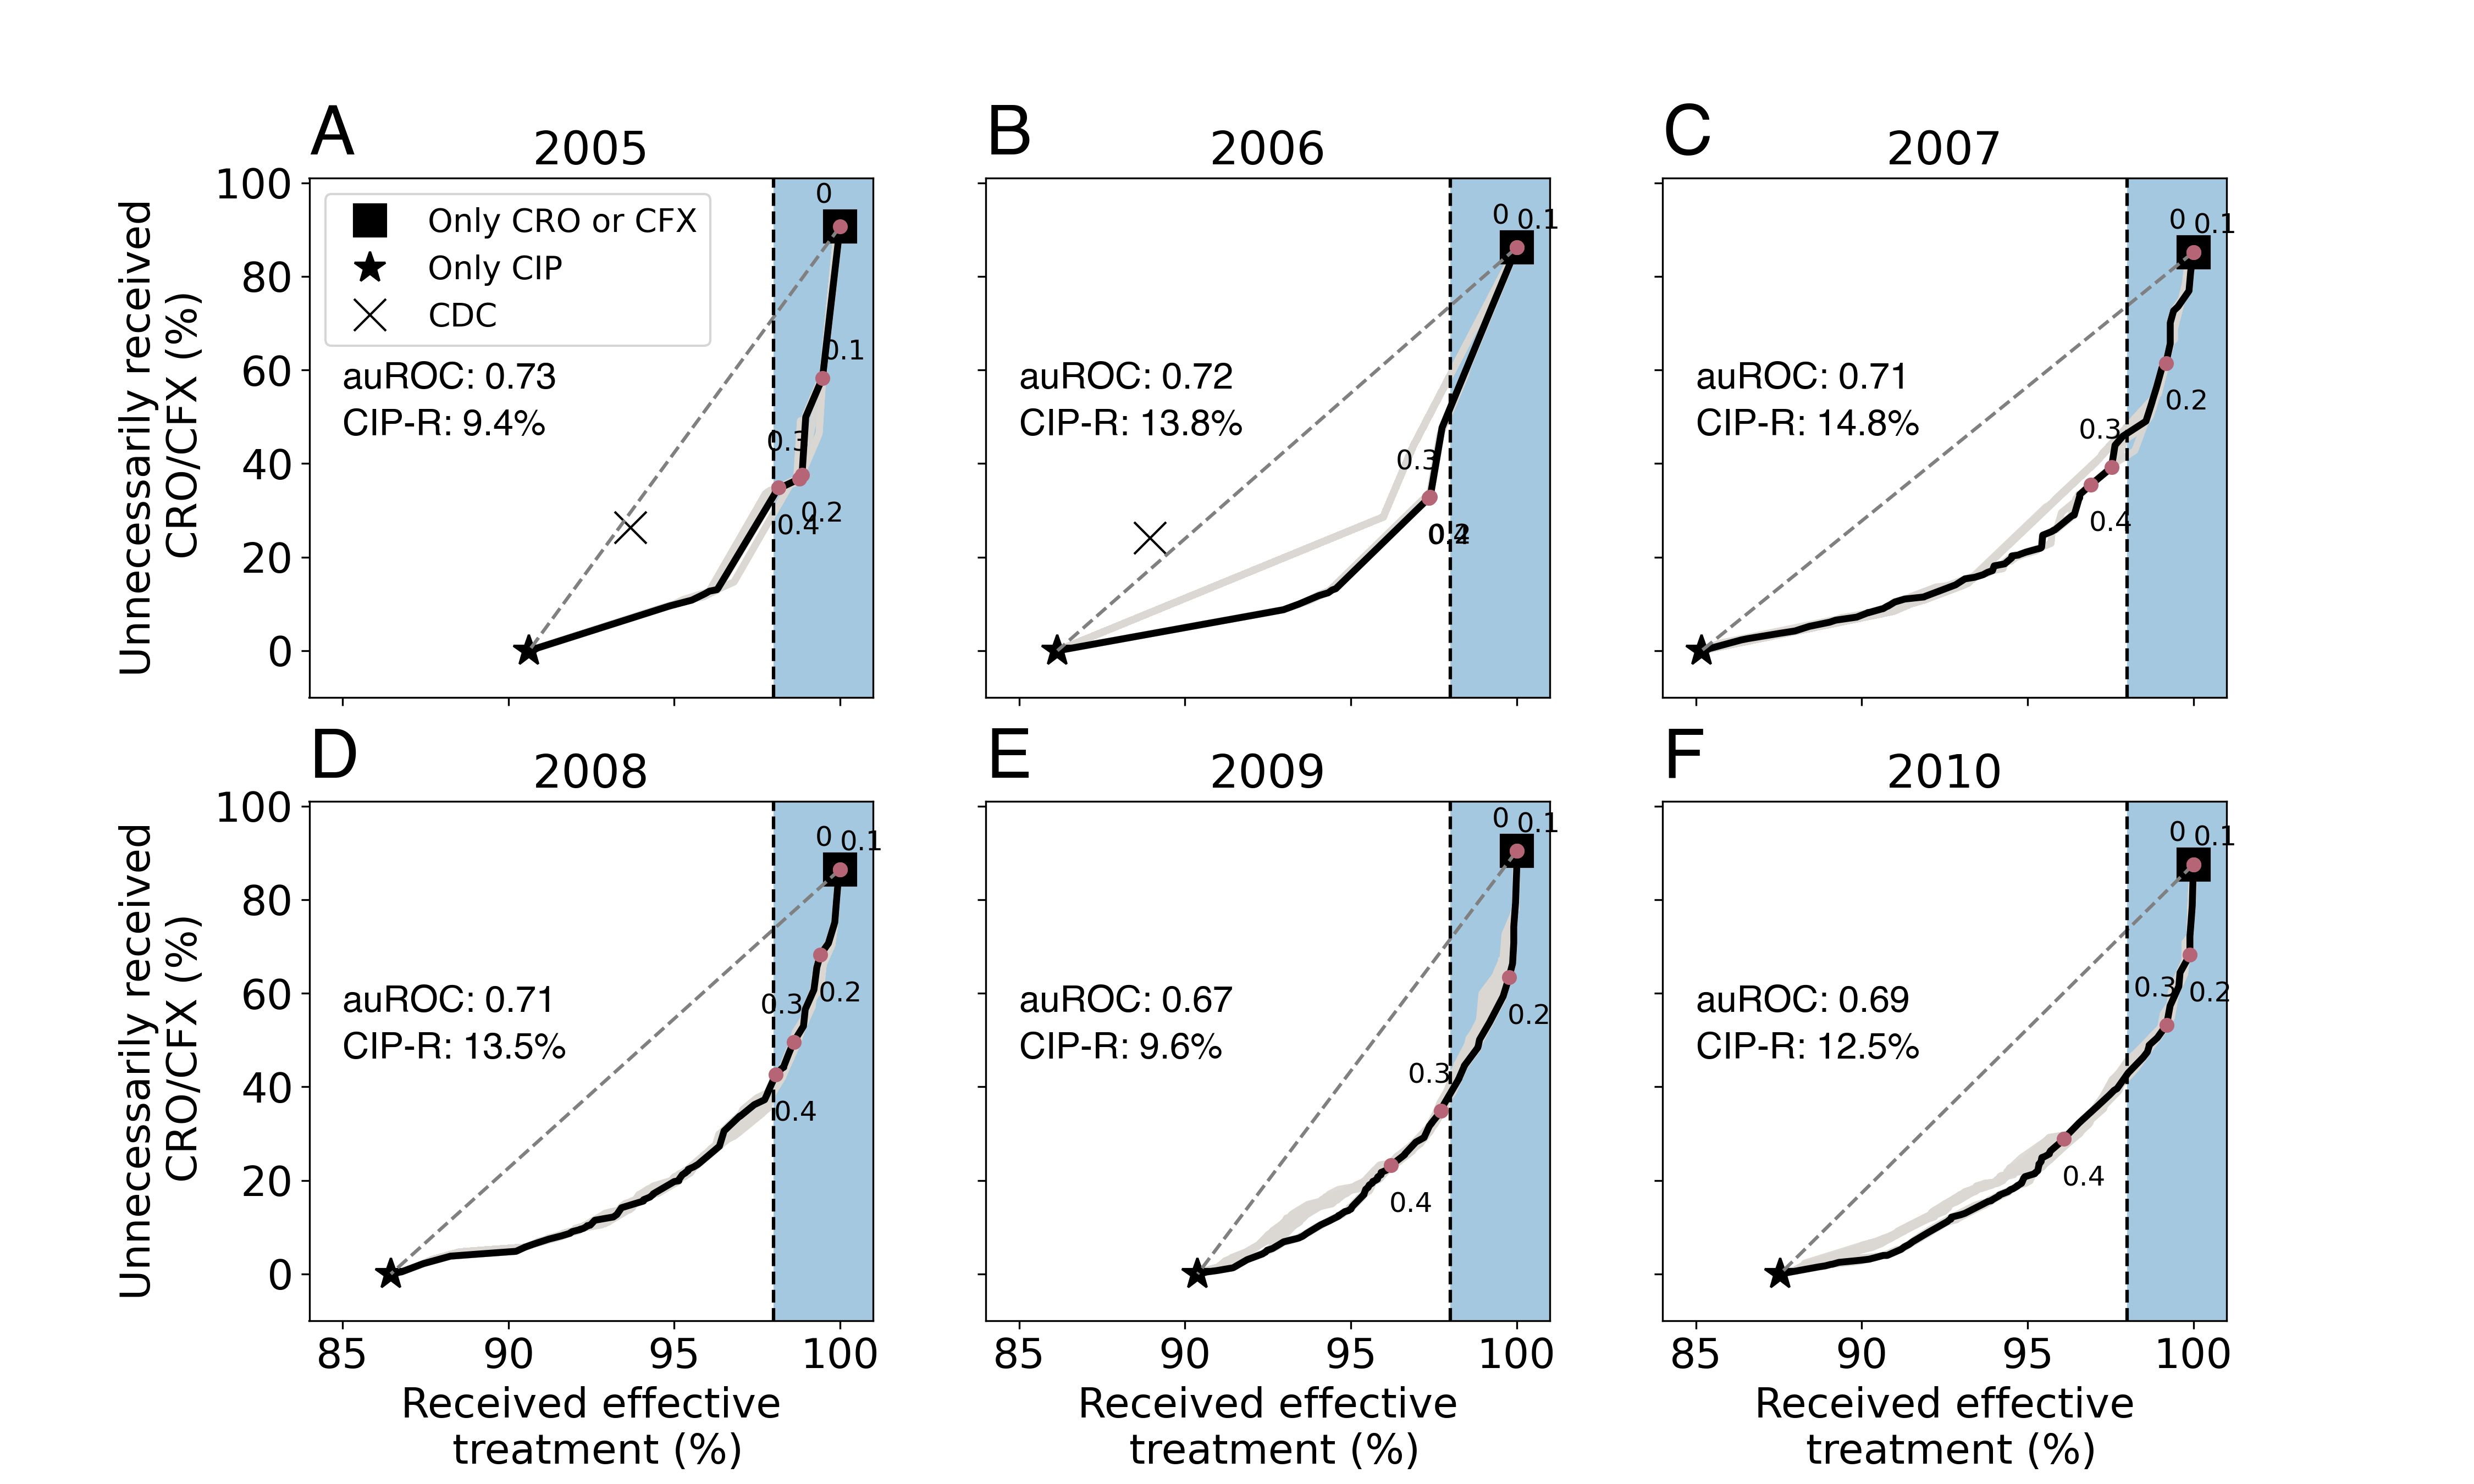 A
2005
B
2006
C
2007
Unnecessarily received
CRO/CFX (%)
100
80
60
40
20
0
Only CRO or CFX
Only CIP
CDC
auROC: 0.73
CIP-R: 9.4%
0
0.1
0.3
0.2
0.4
auROC: 0.72
CIP-R: 13.8%
0
0.1
0.3
0.2
0.4
auROC: 0.71
CIP-R: 14.8%
0
0.1
0.2
0.3
0.4
D
2008
E
2009
F
2010
Unnecessarily received
CRO/CFX (%)
100
80
60
40
20
0
auROC: 0.71
CIP-R: 13.5%
0
0.1
0.2
0.3
0.4
auROC: 0.67
CIP-R: 9.6%
0
0.1
0.2
0.3
0.4
auROC: 0.69
CIP-R: 12.5%
0
0.1
0.3
0.2
0.4
85 90 95 100
85 90 95 100
85 90 95 100
Received effective
treatment (%)
Received effective
treatment (%)
Received effective
treatment (%)